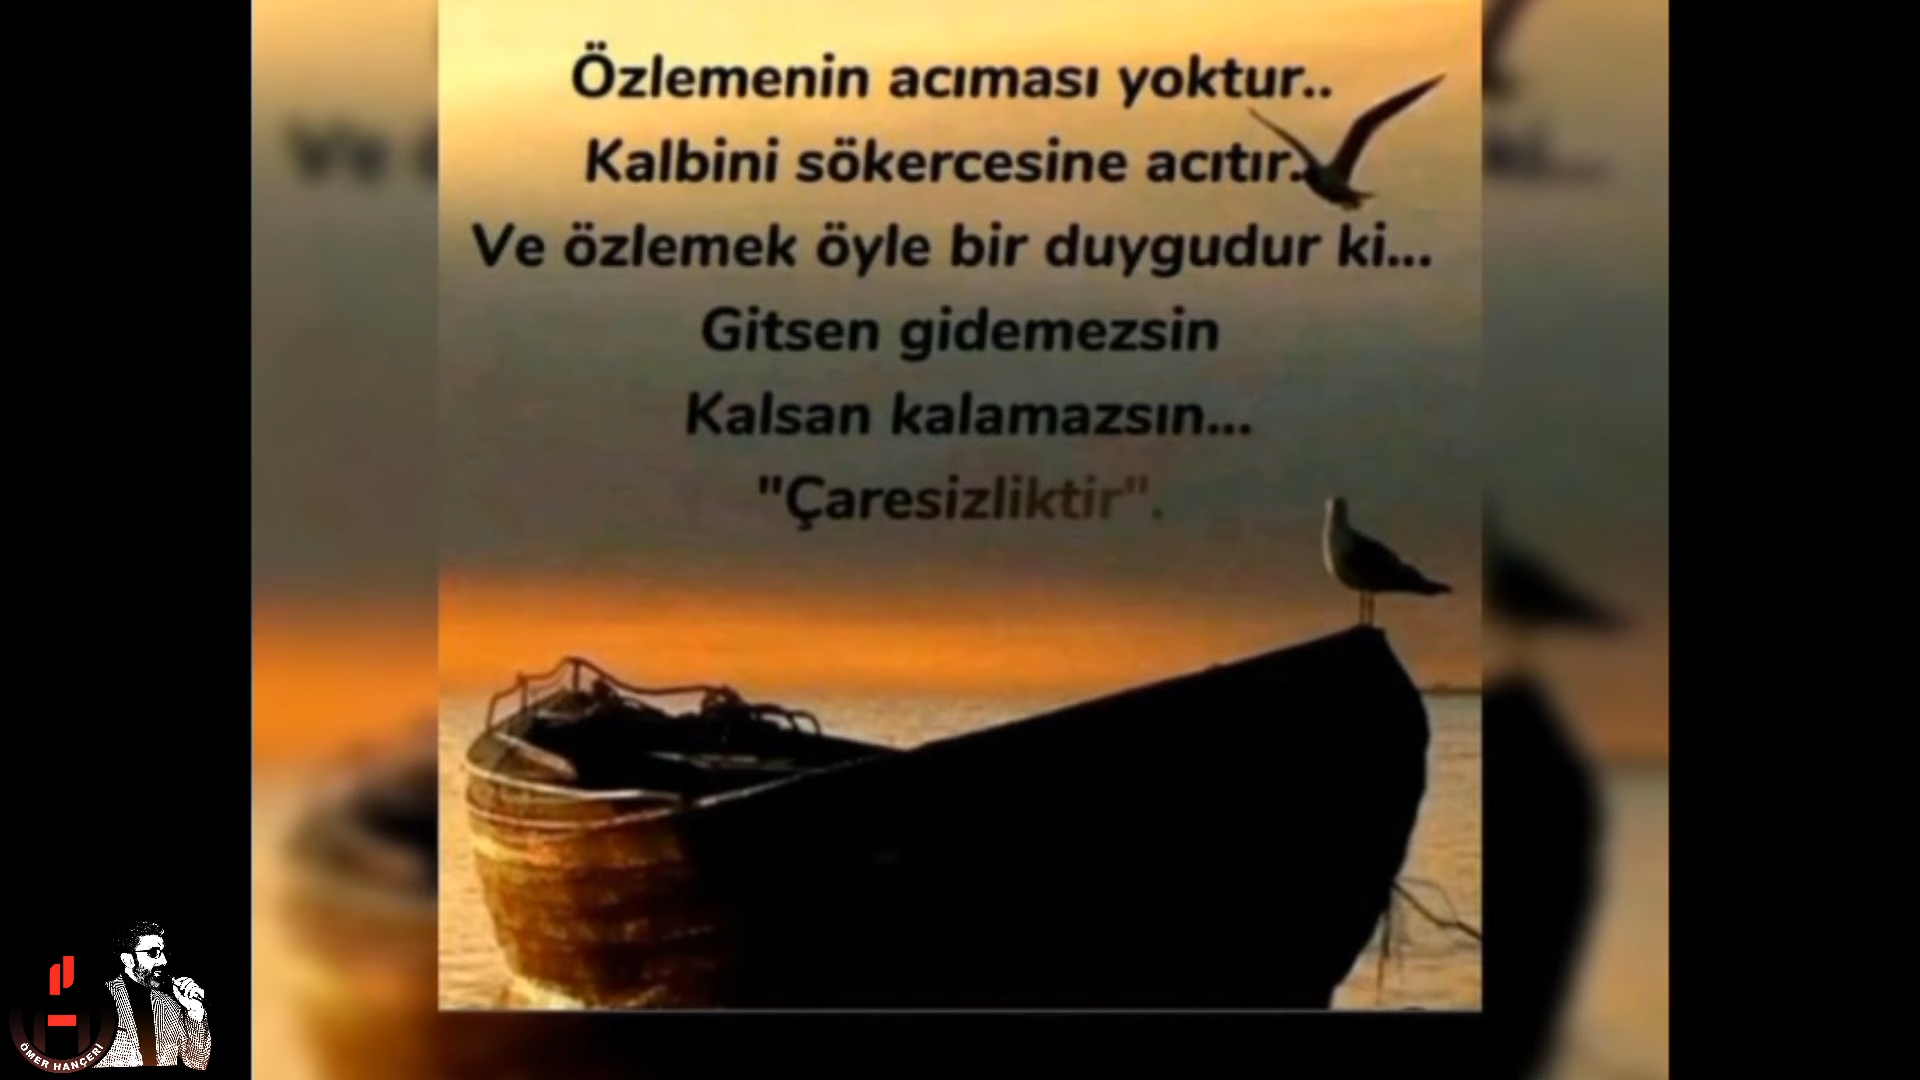 Özlemenin acıması yoktur..
Kalbini sökercesine acıtır.
Ve özlemek öyle bir duygudur ki...
Gitsen gidemezsin
Kalsan kalamazsın...
"Çaresizliktir".
ÖMER HANÇERİ